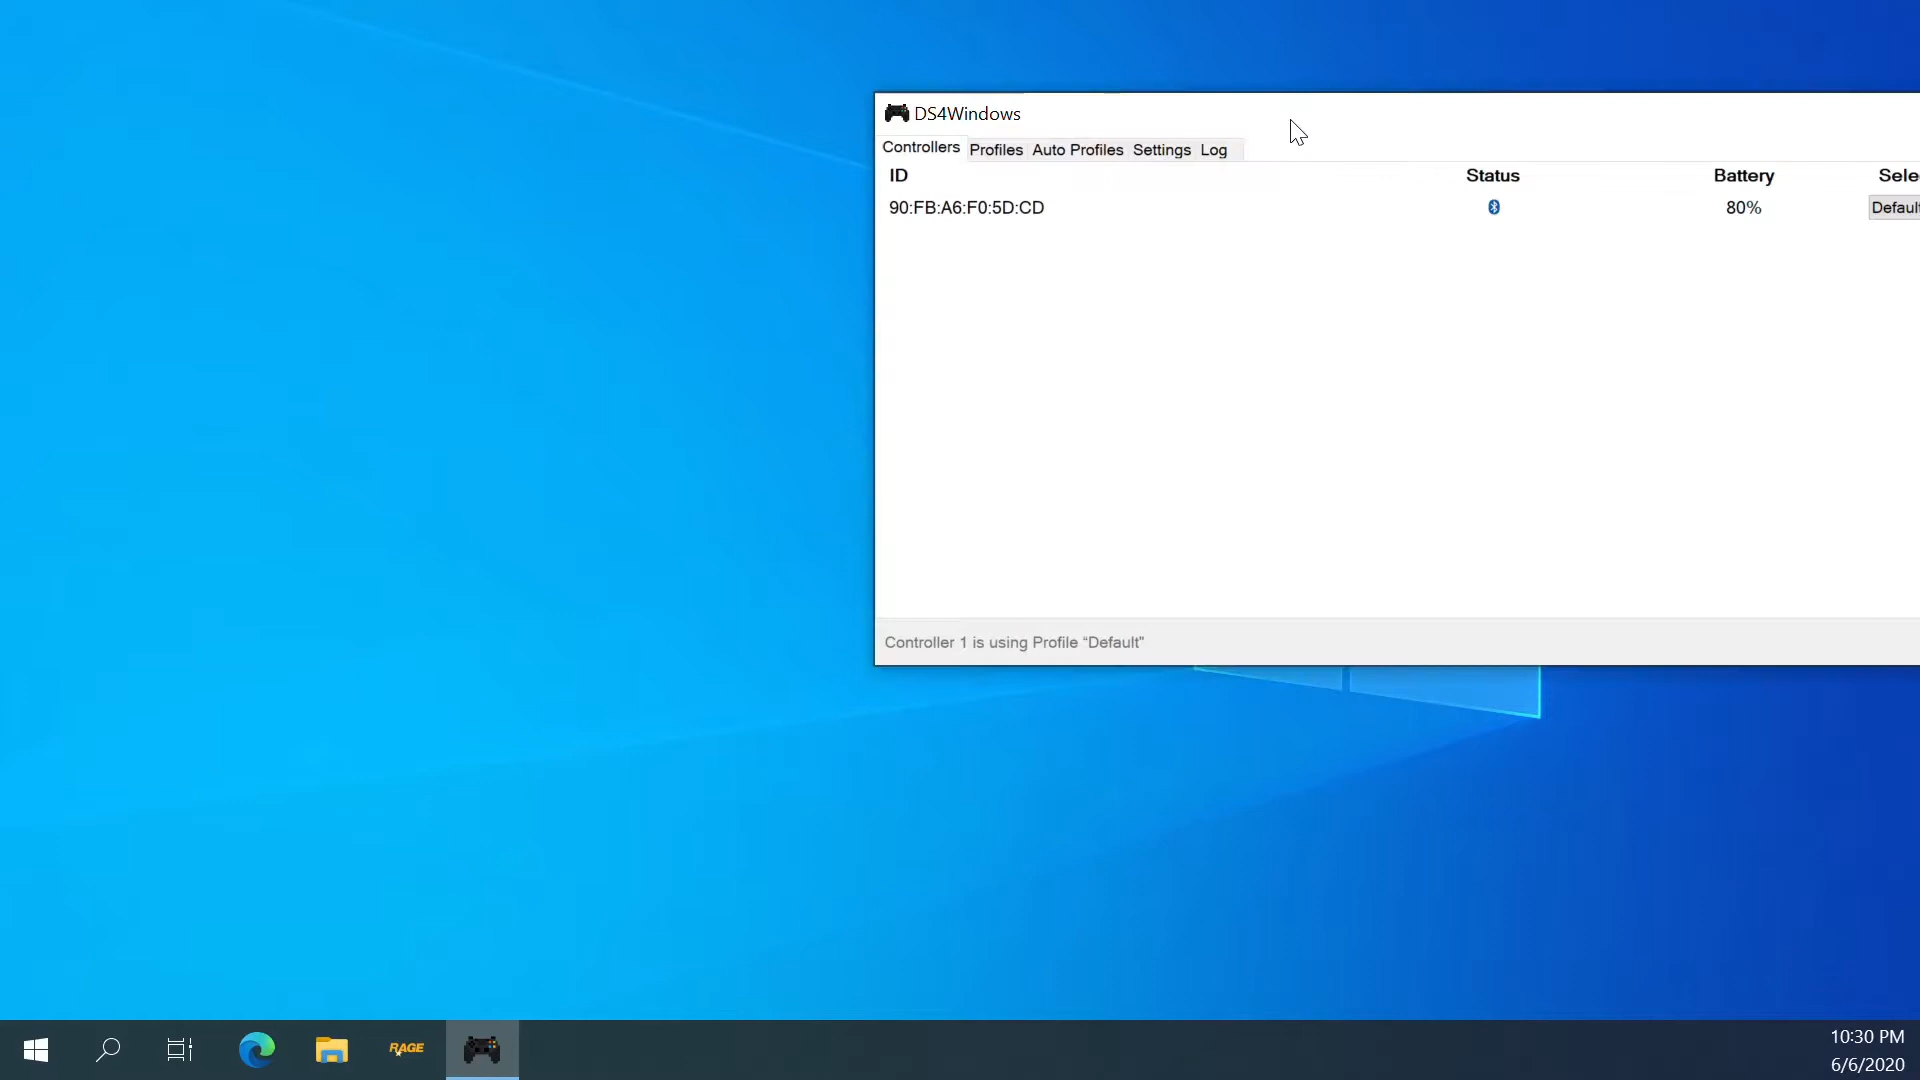 DS4Windows
Controllers Profiles Auto Profiles Settings Log
ID Status Battery Sele
90:FB:A6:F0:5D:CD 80% Default
Controller 1 is using Profile “Default”
RAGE
10:30 PM
6/6/2020